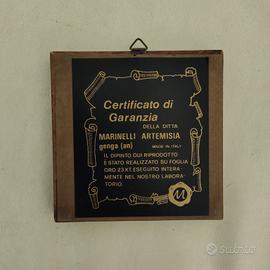 Certificato di
Garanzia
DELLA DITTA
MARINELLI ARTEMISIA
genga (an) MADE IN ITALY
IL DIPINTO QUI RIPRODOTTO
È STATO REALIZZATO SU FOGLIA
ORO 23 KT. ESEGUITO INTERA
MENTE NEL NOSTRO LABORA
TORIO.
M
subito